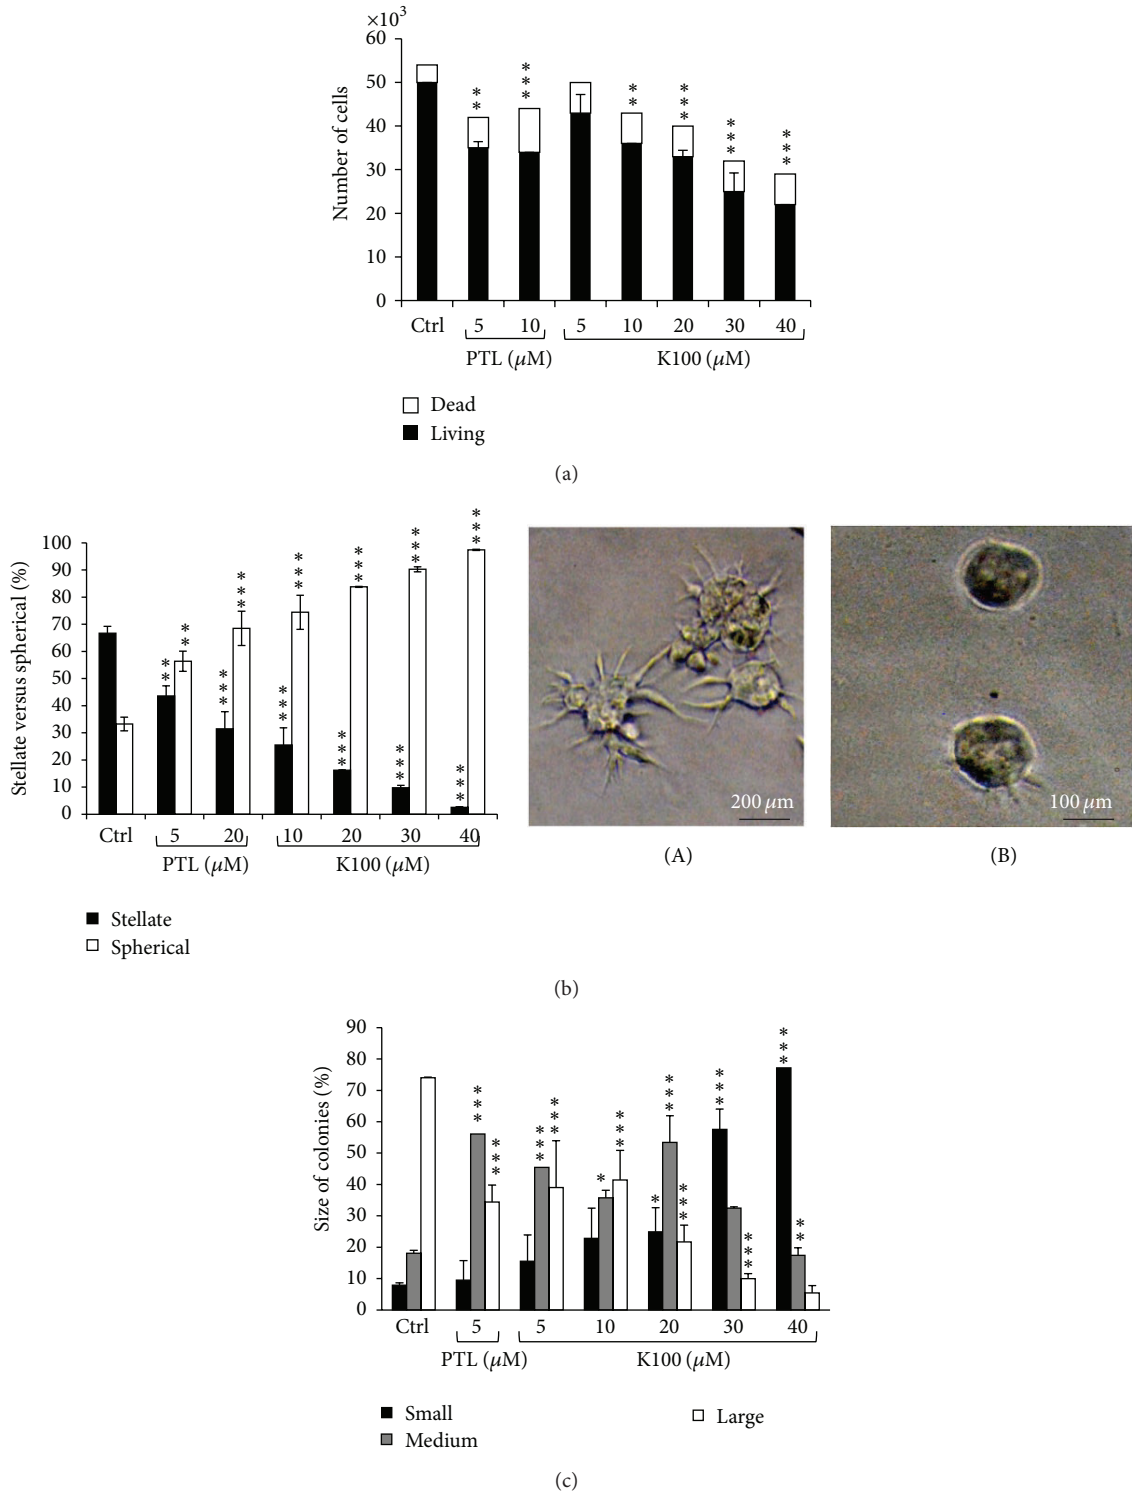 ×10³
60
50
40
30
20
10
0
Number of cells
** *** ** *** *** ***
Ctrl 5 10 5 10 20 30 40
PTL (μM) K100 (μM)
Dead
Living
(a)
100
90
80
70
60
50
40
30
20
10
0
Stellate versus spherical (%)
** ** *** *** *** *** *** *** *** *** *** ***
Ctrl 5 20 10 20 30 40
PTL (μM) K100 (μM)
Stellate
Spherical
200 μm
(A)
100 μm
(B)
(b)
90
80
70
60
50
40
30
20
10
0
Size of colonies (%)
*** *** *** *** * *** * *** *** *** *** *** **
Ctrl 5 5 10 20 30 40
PTL (μM) K100 (μM)
Small Large
Medium
(c)